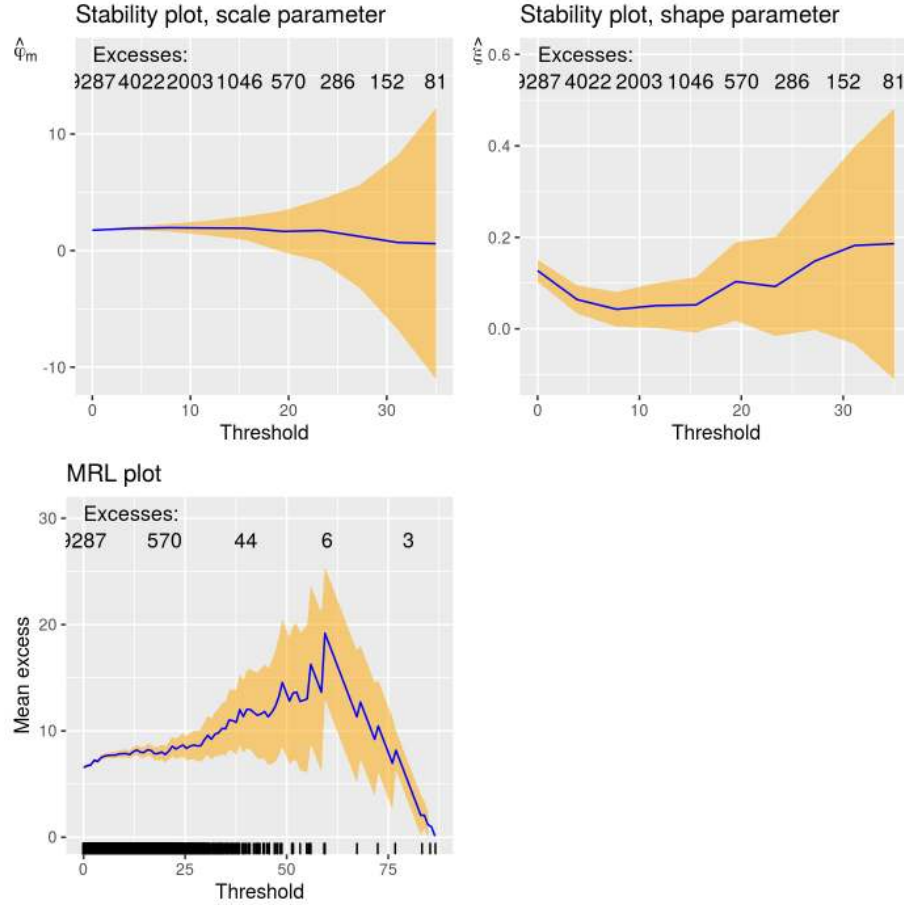 Stability plot, scale parameter
φ̂m
Excesses:
9287 4022 2003 1046 570 286 152 81
10
0
-10
0 10 20 30
Threshold
Stability plot, shape parameter
ξ̂
0.6
Excesses:
9287 4022 2003 1046 570 286 152 81
0.4
0.2
0.0
0 10 20 30
Threshold
MRL plot
30
Excesses:
9287 570 44 6 3
20
10
0
Mean excess
0 25 50 75
Threshold